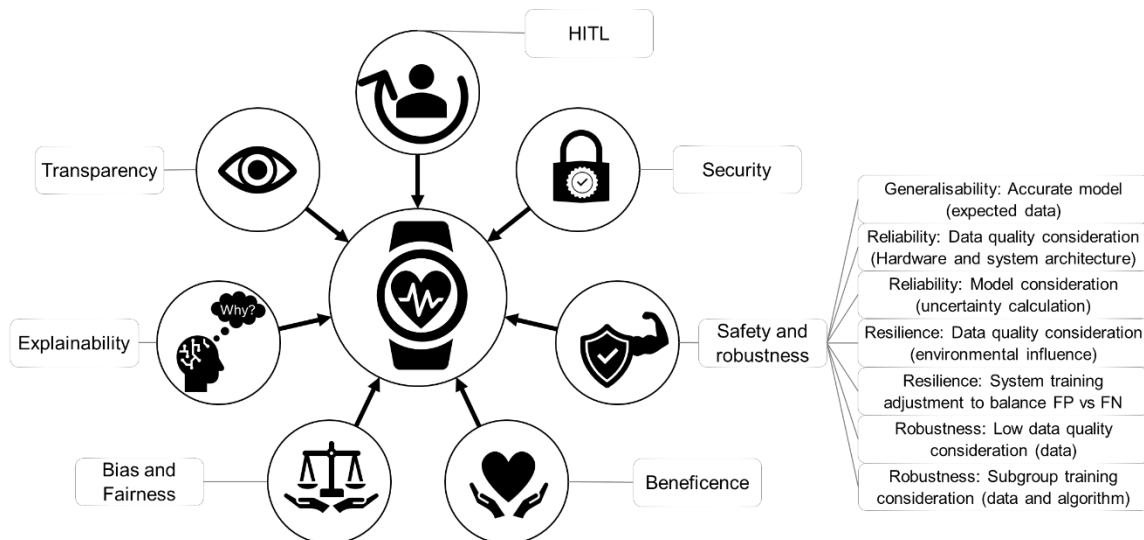 HITL
Transparency
Security
Explainability
Why?
Safety and
robustness
Bias and
Fairness
Beneficence
Generalisability: Accurate model
(expected data)
Reliability: Data quality consideration
(Hardware and system architecture)
Reliability: Model consideration
(uncertainty calculation)
Resilience: Data quality consideration
(environmental influence)
Resilience: System training
adjustment to balance FP vs FN
Robustness: Low data quality
consideration (data)
Robustness: Subgroup training
consideration (data and algorithm)